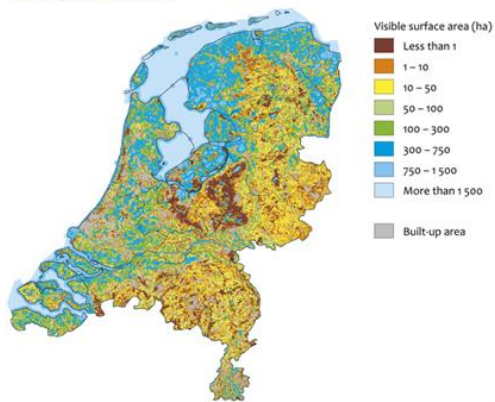 Visible surface area (ha)
Less than 1
1 – 10
10 – 50
50 – 100
100 – 300
300 – 750
750 – 1 500
More than 1 500
Built-up area